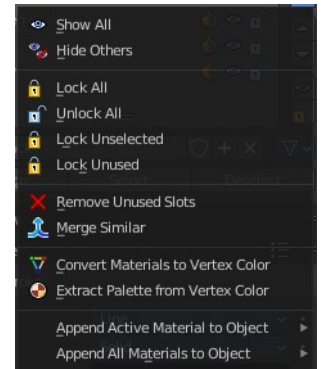 Show All
Hide Others
Lock All
Unlock All
Lock Unselected
Lock Unused
Remove Unused Slots
Merge Similar
Convert Materials to Vertex Color
Extract Palette from Vertex Color
Append Active Material to Object
Append All Materials to Object